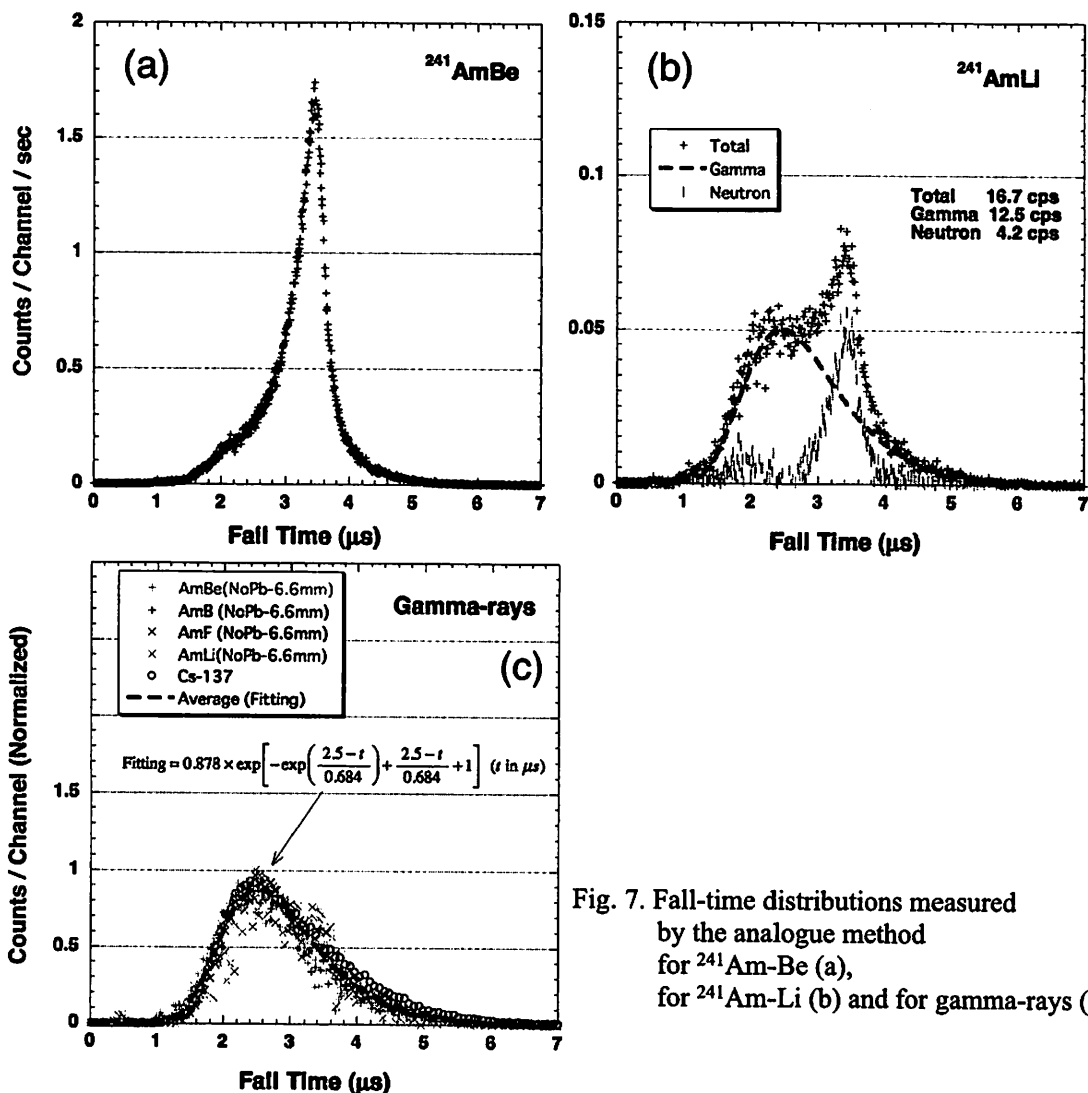 (a)
²⁴¹AmBe
Counts / Channel / sec
2
1.5
1
0.5
0
0 1 2 3 4 5 6 7
Fall Time (μs)
(b)
²⁴¹AmLi
Total
Gamma
Neutron
Total 16.7 cps
Gamma 12.5 cps
Neutron 4.2 cps
0.15
0.1
0.05
0
0 1 2 3 4 5 6 7
Fall Time (μs)
AmBe(NoPb-6.6mm)
AmB (NoPb-6.6mm)
AmF (NoPb-6.6mm)
AmLi(NoPb-6.6mm)
Cs-137
Average (Fitting)
Gamma-rays
(c)
Counts / Channel (Normalized)
Fitting = 0.878 × exp[-exp((2.5-t)/0.684) + (2.5-t)/0.684 + 1] (t in μs)
1.5
1
0.5
0
0 1 2 3 4 5 6 7
Fall Time (μs)
Fig. 7. Fall-time distributions measured
by the analogue method
for ²⁴¹Am-Be (a),
for ²⁴¹Am-Li (b) and for gamma-rays (